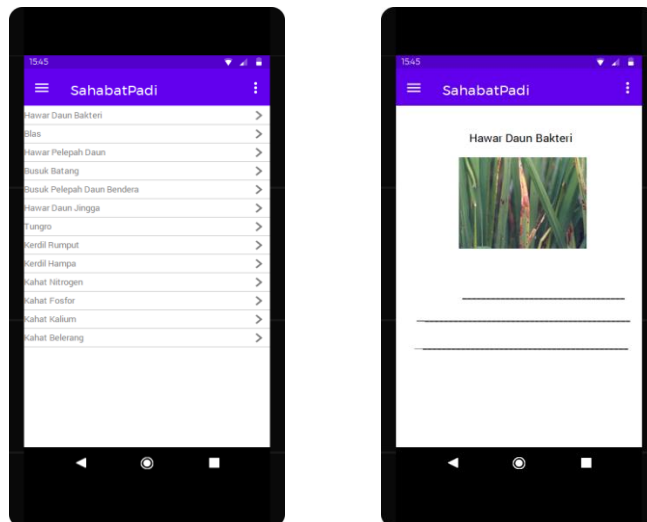 1545
SahabatPadi
Hawar Daun Bakteri
Blas
Hawar Pelepah Daun
Busuk Batang
Busuk Pelepah Daun Bendera
Hawar Daun Jingga
Tungro
Kerdil Rumput
Kerdil Hampa
Kahat Nitrogen
Kahat Fosfor
Kahat Kalium
Kahat Belerang
1545
SahabatPadi
Hawar Daun Bakteri